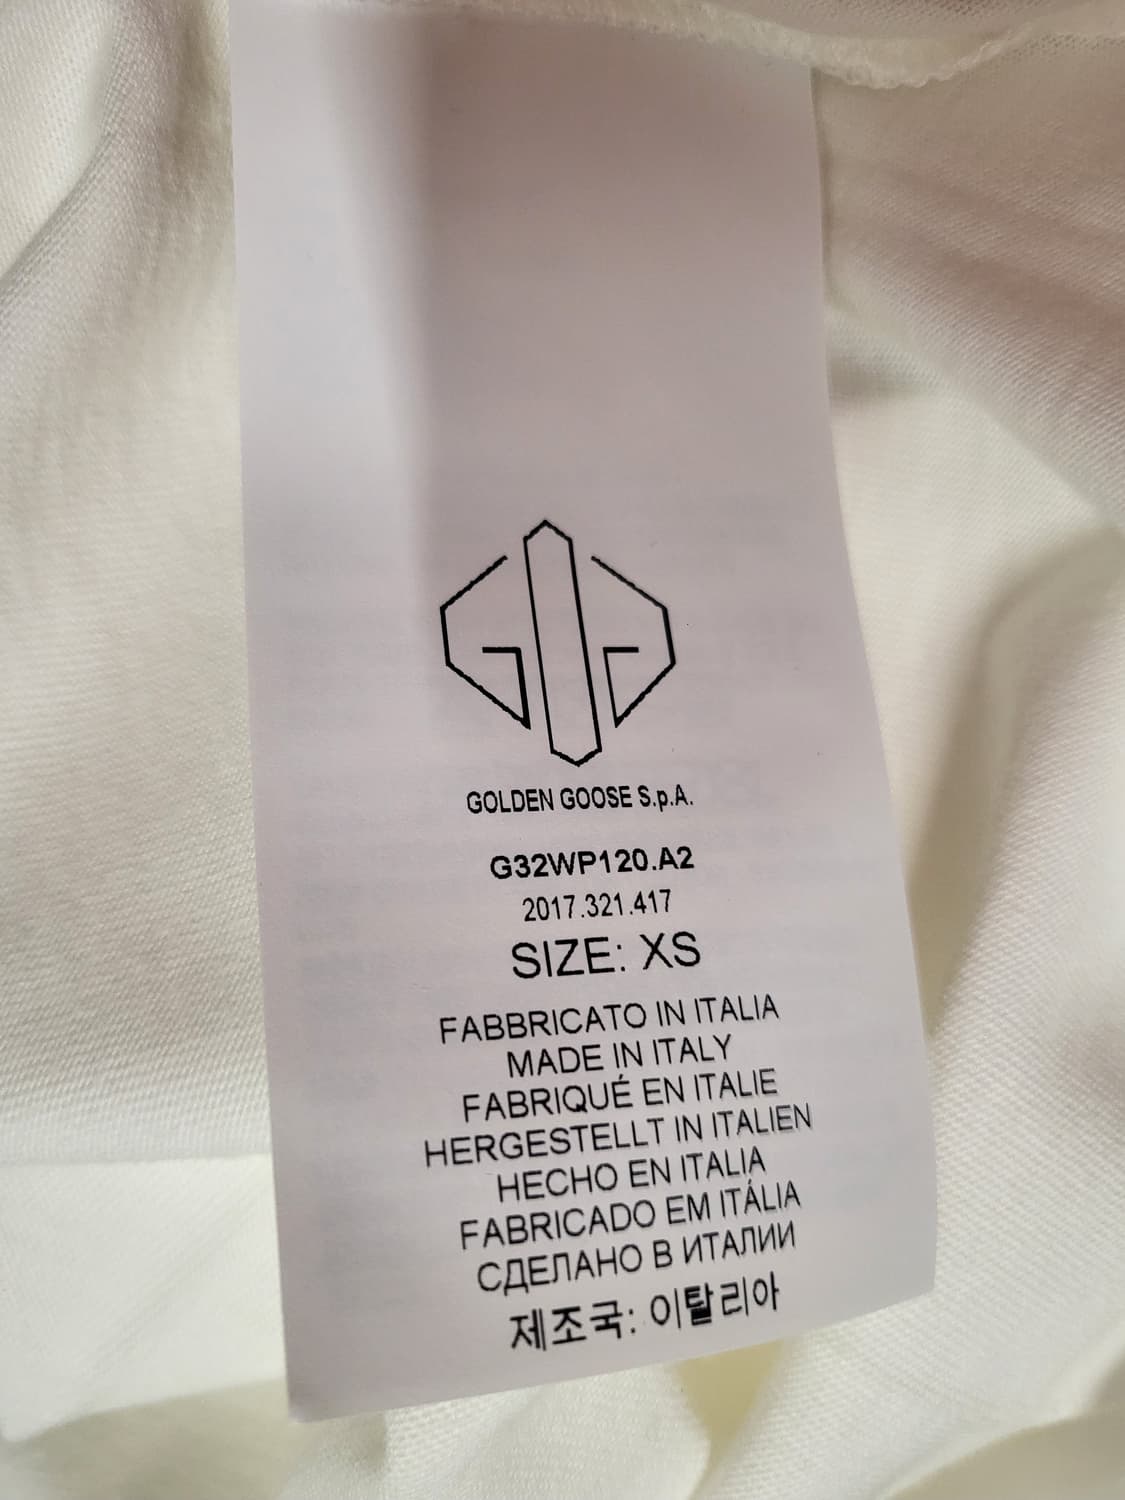 GOLDEN GOOSE S.p.A.
G32WP120.A2
2017.321.417
SIZE: XS
FABBRICATO IN ITALIA
MADE IN ITALY
FABRIQUÉ EN ITALIE
HERGESTELLT IN ITALIEN
HECHO EN ITALIA
FABRICADO EM ITÁLIA
СДЕЛАНО В ИТАЛИИ
제조국: 이탈리아